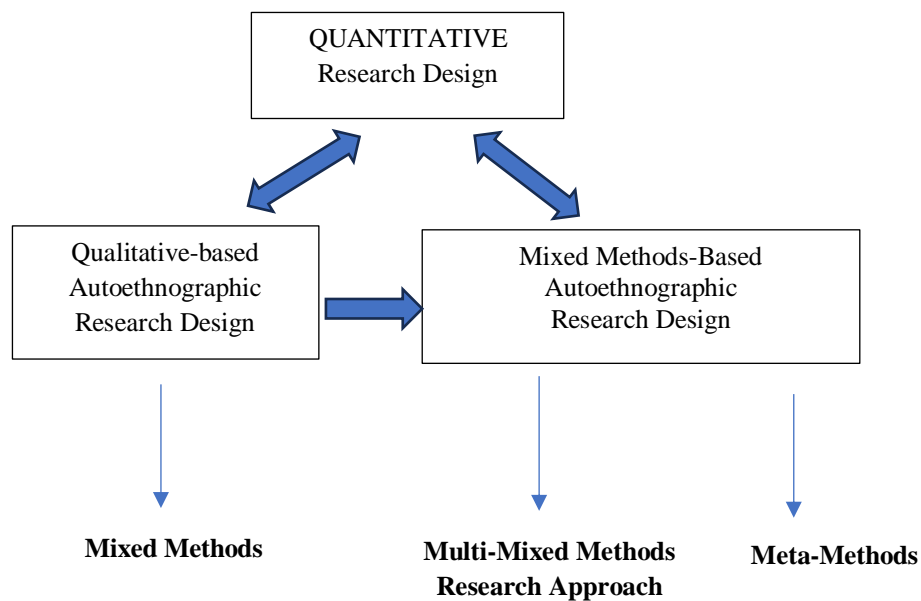 QUANTITATIVE
Research Design
Qualitative-based
Autoethnographic
Research Design
Mixed Methods-Based
Autoethnographic
Research Design
Mixed Methods
Multi-Mixed Methods
Research Approach
Meta-Methods